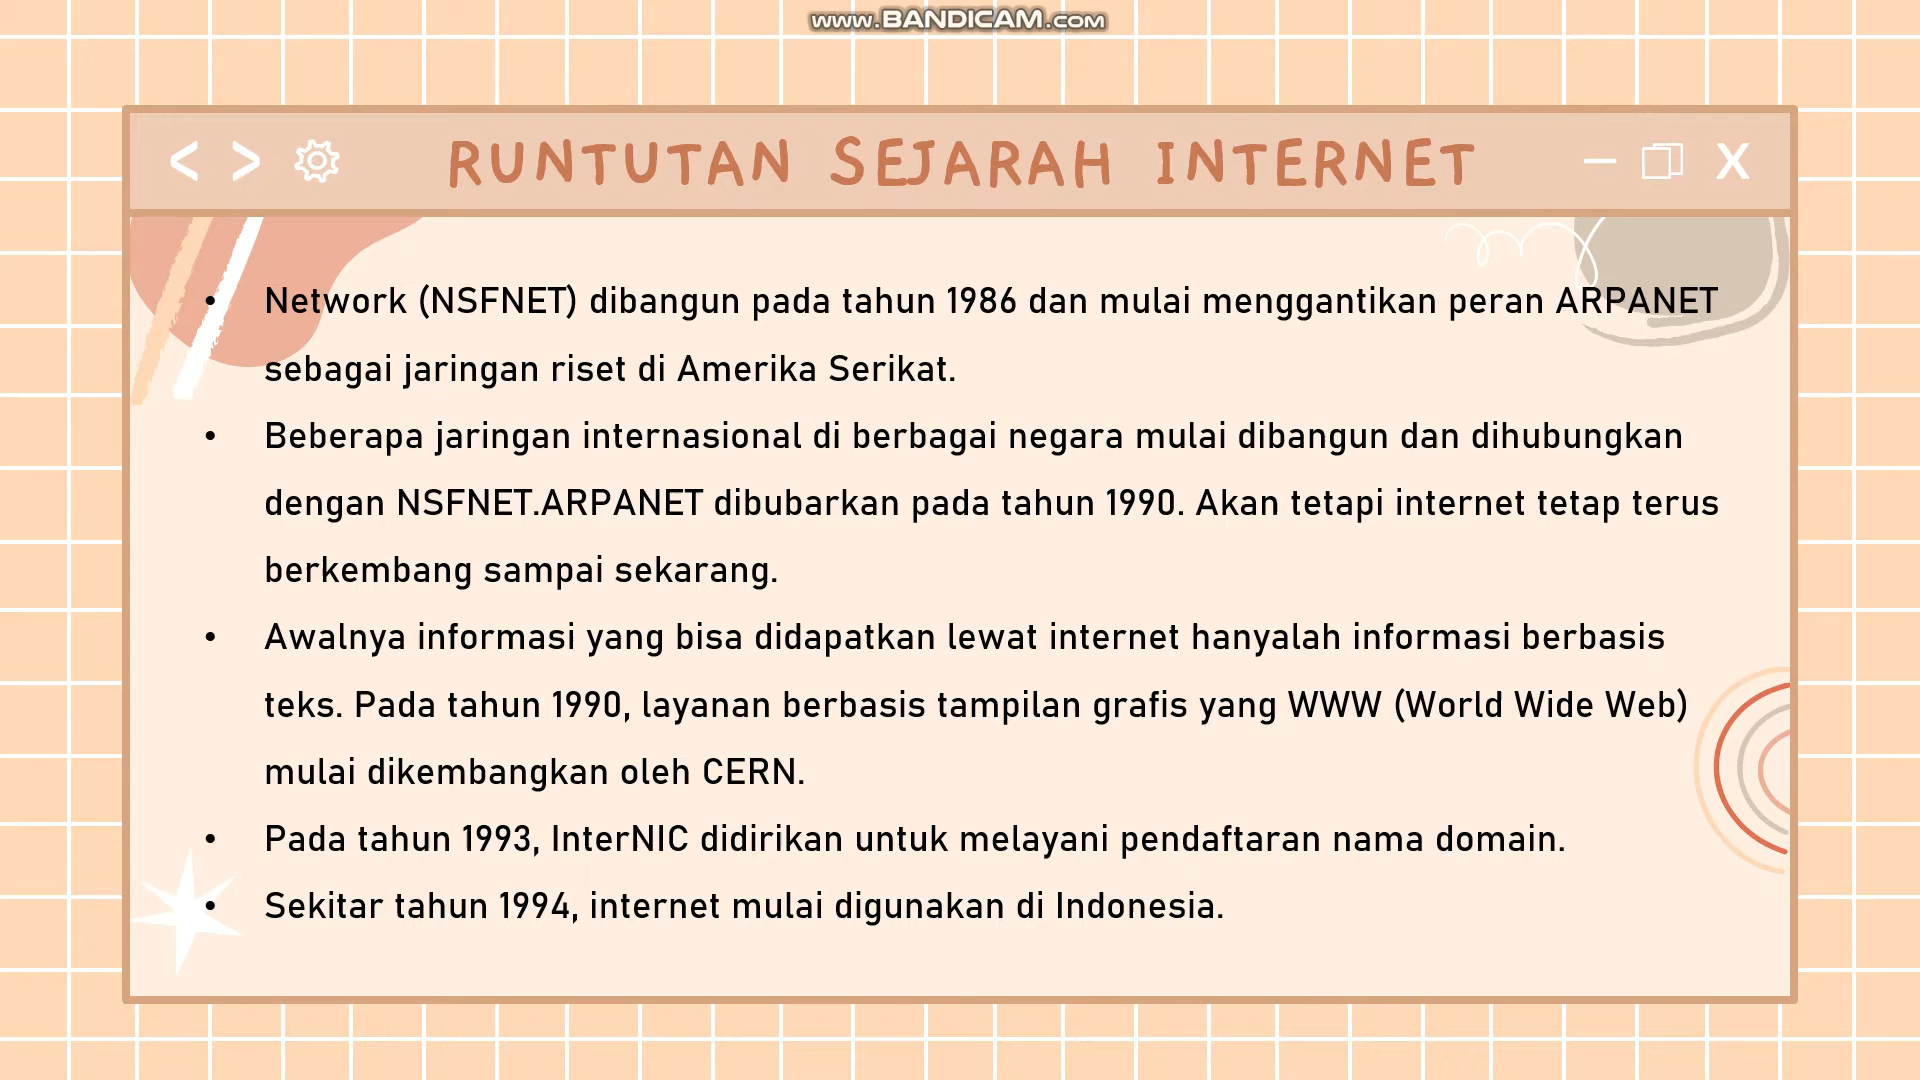 www.BANDICAM.com
RUNTUTAN SEJARAH INTERNET
• Network (NSFNET) dibangun pada tahun 1986 dan mulai menggantikan peran ARPANET
sebagai jaringan riset di Amerika Serikat.
• Beberapa jaringan internasional di berbagai negara mulai dibangun dan dihubungkan
dengan NSFNET.ARPANET dibubarkan pada tahun 1990. Akan tetapi internet tetap terus
berkembang sampai sekarang.
• Awalnya informasi yang bisa didapatkan lewat internet hanyalah informasi berbasis
teks. Pada tahun 1990, layanan berbasis tampilan grafis yang WWW (World Wide Web)
mulai dikembangkan oleh CERN.
• Pada tahun 1993, InterNIC didirikan untuk melayani pendaftaran nama domain.
• Sekitar tahun 1994, internet mulai digunakan di Indonesia.